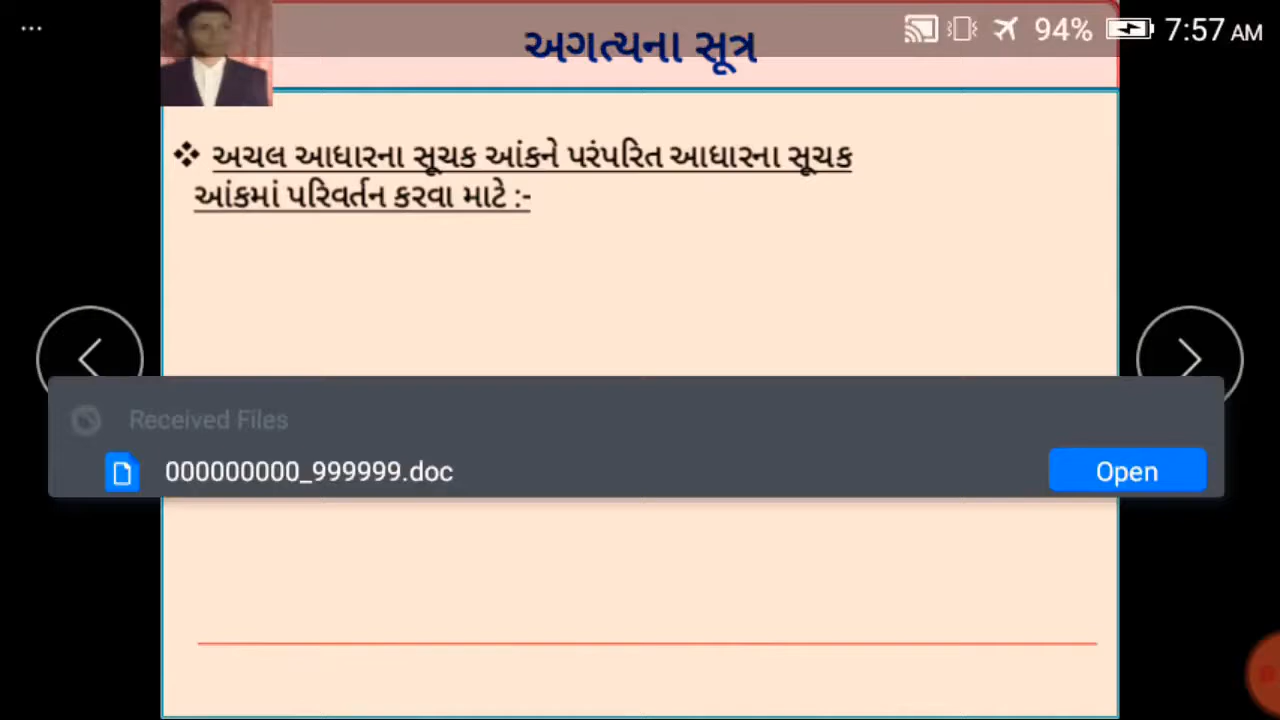 ...
94% 7:57 AM
અગત્યના સૂત્ર
❖ અચલ આધારના સૂચક આંકને પરંપરિત આધારના સૂચક
આંકમાં પરિવર્તન કરવા માટે :-
Received Files
000000000_999999.doc
Open